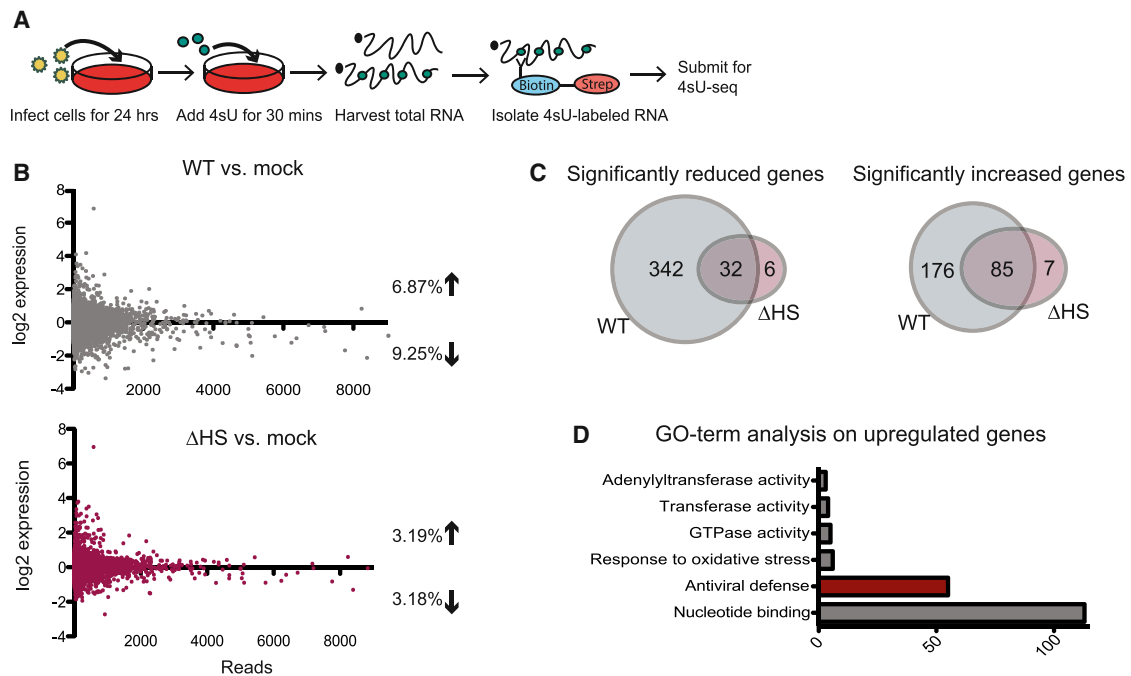 A
Biotin
Strep
Submit for
4sU-seq
Infect cells for 24 hrs
Add 4sU for 30 mins
Harvest total RNA
Isolate 4sU-labeled RNA
B
WT vs. mock
log2 expression
8
6
4
2
0
-2
-4
2000
4000
6000
8000
6.87%
9.25%
ΔHS vs. mock
log2 expression
8
6
4
2
0
-2
-4
2000
4000
6000
8000
Reads
3.19%
3.18%
C
Significantly reduced genes
342
32
6
WT
ΔHS
Significantly increased genes
176
85
7
WT
ΔHS
D
GO-term analysis on upregulated genes
Adenylyltransferase activity
Transferase activity
GTPase activity
Response to oxidative stress
Antiviral defense
Nucleotide binding
0
50
100